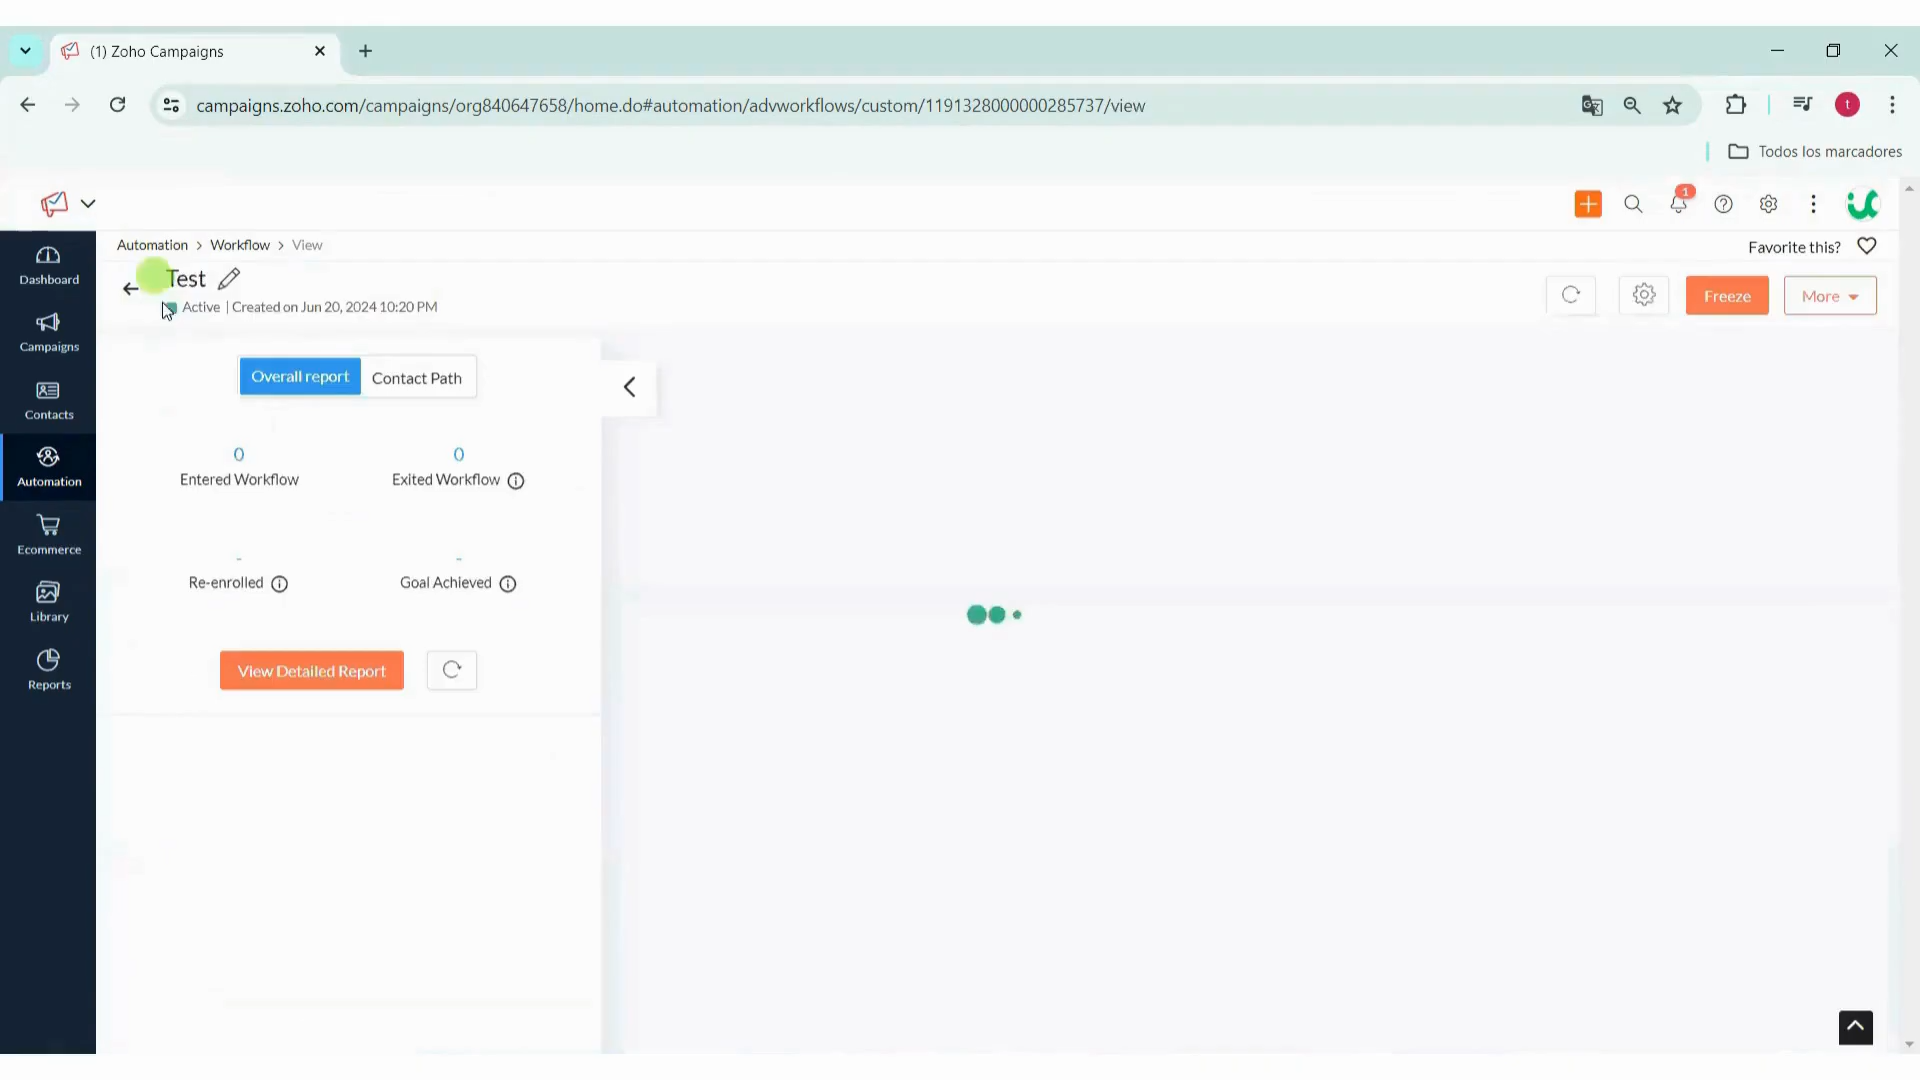 (1) Zoho Campaigns
campaigns.zoho.com/campaigns/org840647658/home.do#automation/advworkflows/custom/1191328000000285737/view
t
Todos los marcadores
1
Automation > Workflow > View
Favorite this?
Test
Active | Created on Jun 20, 2024 10:20 PM
Freeze
More
Dashboard
Campaigns
Contacts
Automation
Ecommerce
Library
Reports
Overall report
Contact Path
0
0
Entered Workflow
Exited Workflow
-
-
Re-enrolled
Goal Achieved
View Detailed Report